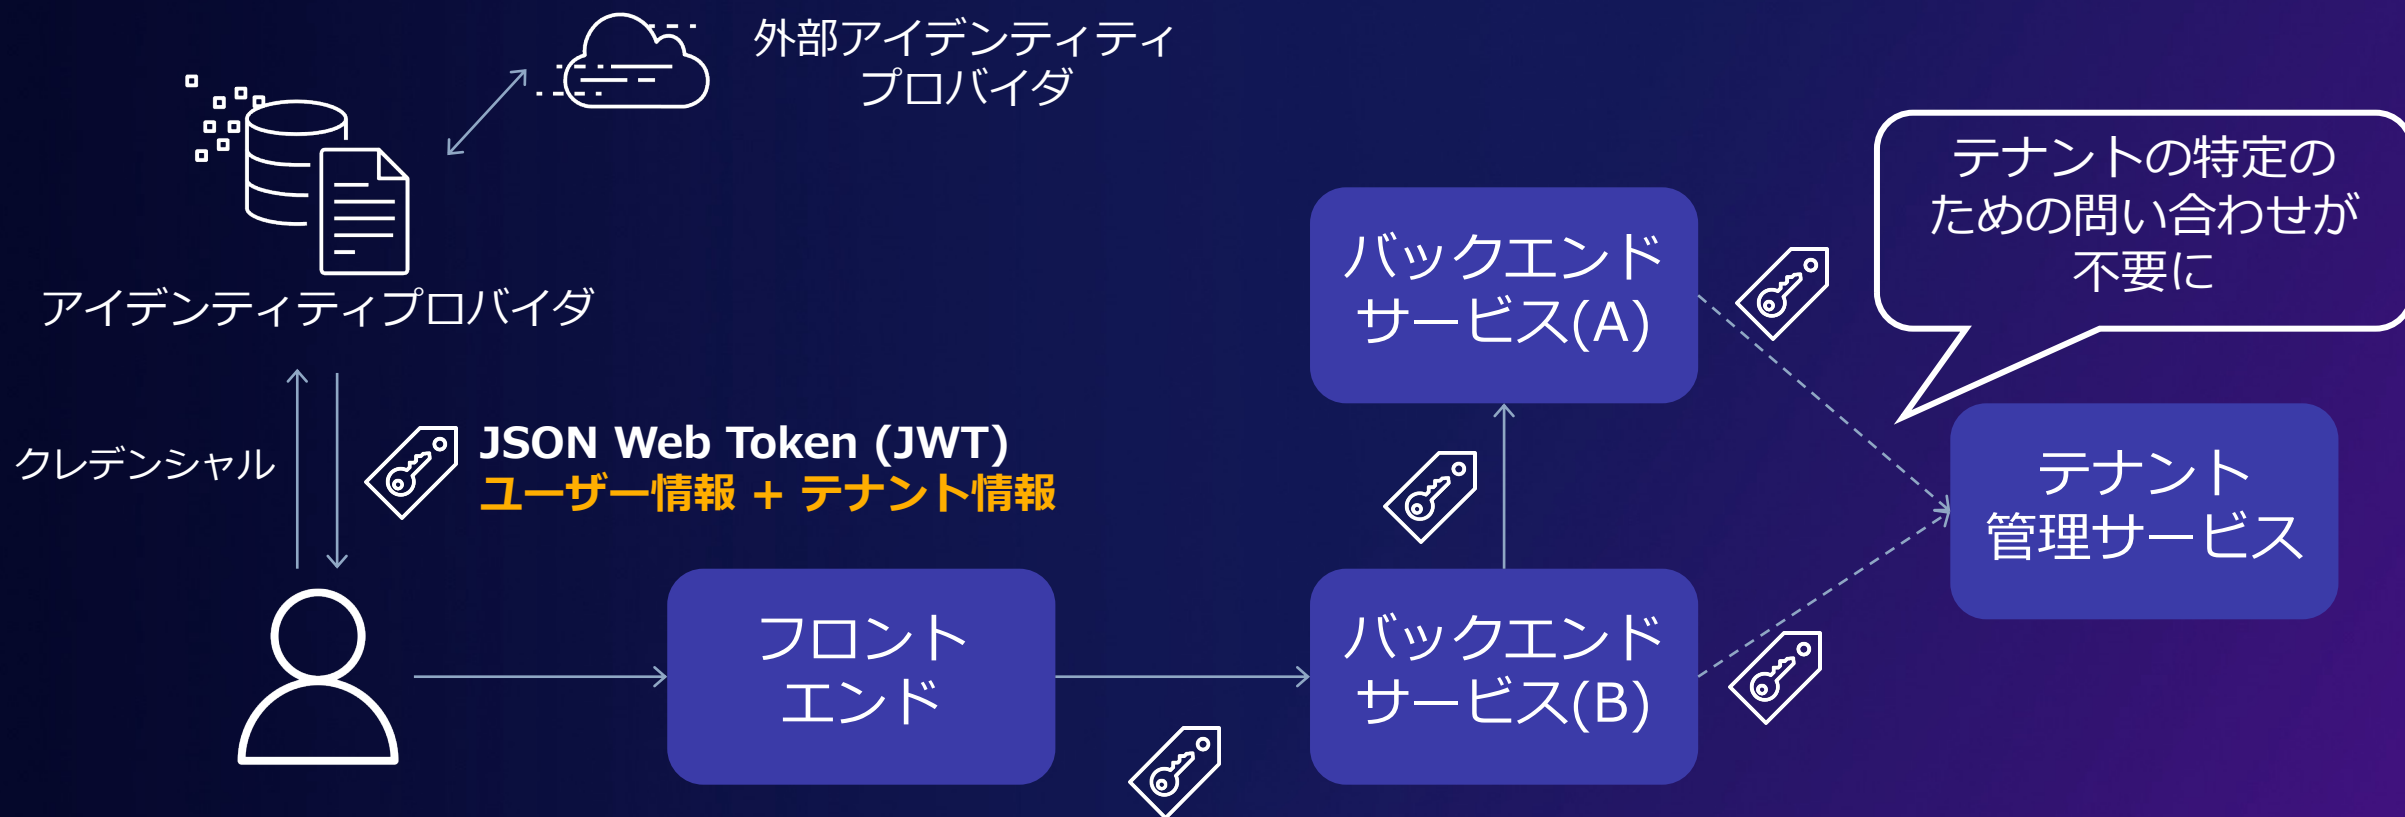 外部アイデンティティ
プロバイダ
アイデンティティプロバイダ
クレデンシャル
JSON Web Token (JWT)
ユーザー情報 + テナント情報
フロント
エンド
バックエンド
サービス(A)
バックエンド
サービス(B)
テナントの特定の
ための問い合わせが
不要に
テナント
管理サービス